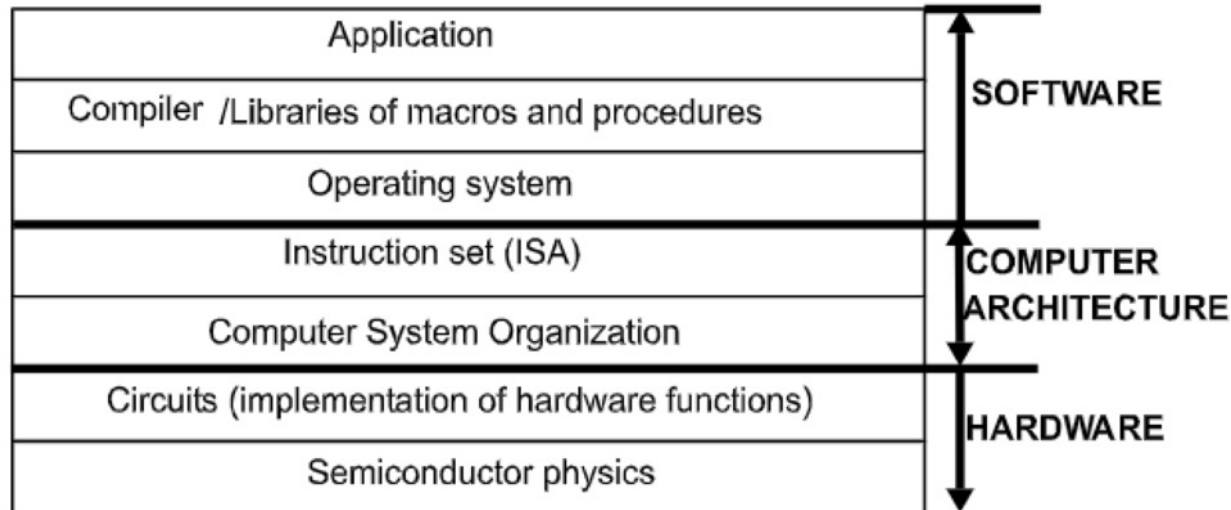 Application
SOFTWARE
Compiler /Libraries of macros and procedures
Operating system
Instruction set (ISA)
COMPUTER
ARCHITECTURE
Computer System Organization
Circuits (implementation of hardware functions)
HARDWARE
Semiconductor physics